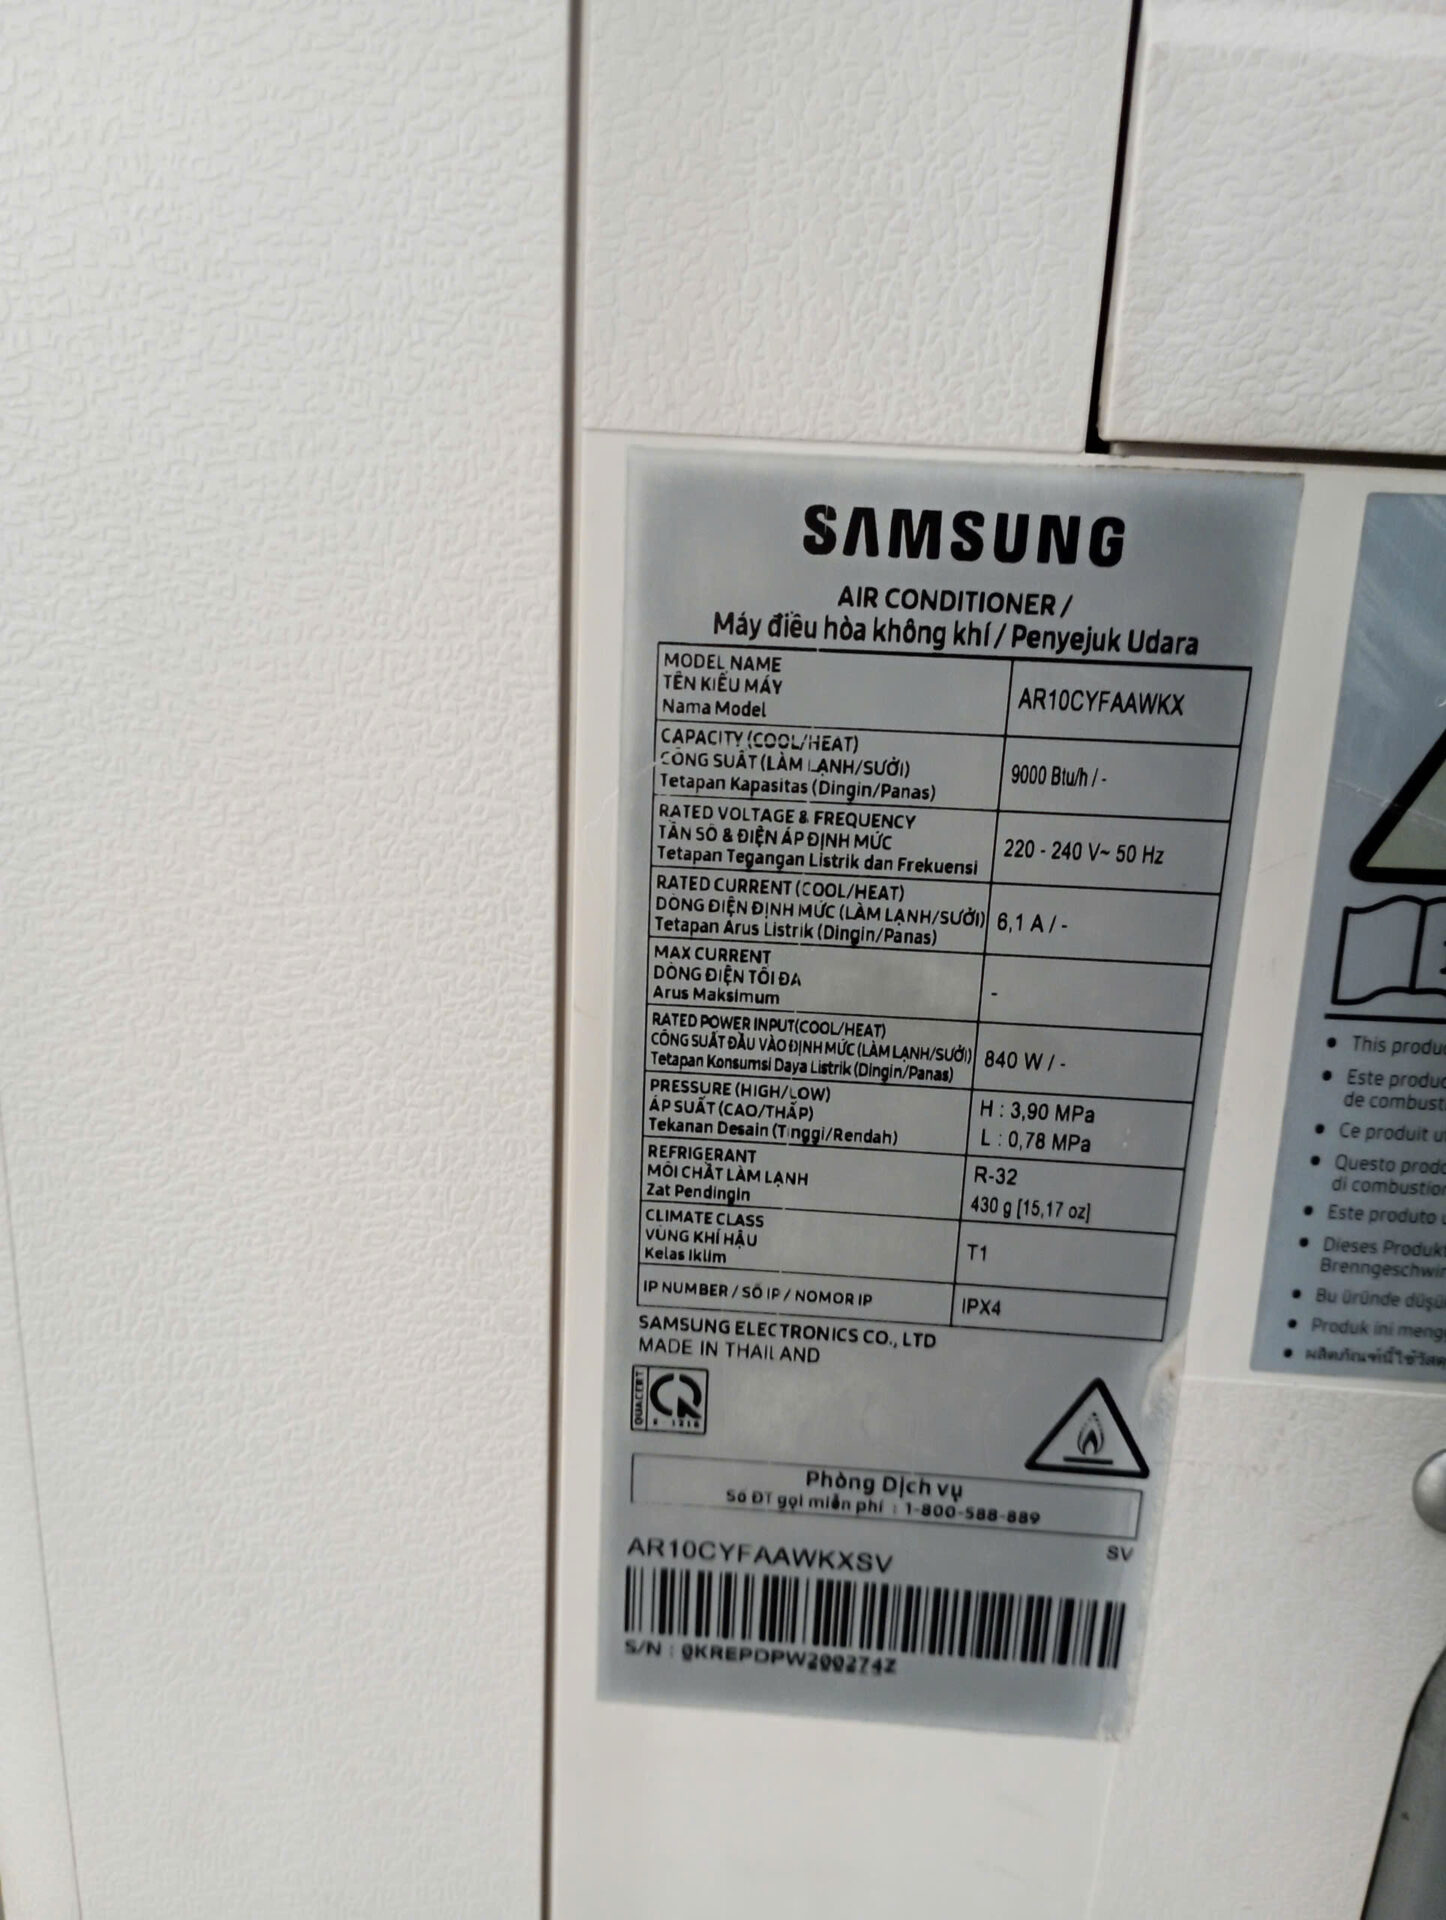 SAMSUNG
AIR CONDITIONER /
Máy điều hòa không khí / Penyejuk Udara
MODEL NAME
TÊN KIỂU MÁY
Nama Model
AR10CYFAAWKX
CAPACITY (COOL/HEAT)
CÔNG SUẤT (LÀM LẠNH/SƯỞI)
Tetapan Kapasitas (Dingin/Panas)
9000 Btu/h / -
RATED VOLTAGE & FREQUENCY
TẦN SỐ & ĐIỆN ÁP ĐỊNH MỨC
Tetapan Tegangan Listrik dan Frekuensi
220 - 240 V~ 50 Hz
RATED CURRENT (COOL/HEAT)
DÒNG ĐIỆN ĐỊNH MỨC (LÀM LẠNH/SƯỞI)
Tetapan Arus Listrik (Dingin/Panas)
6,1 A / -
MAX CURRENT
DÒNG ĐIỆN TỐI ĐA
Arus Maksimum
-
RATED POWER INPUT(COOL/HEAT)
CÔNG SUẤT ĐẦU VÀO ĐỊNH MỨC (LÀM LẠNH/SƯỞI)
Tetapan Konsumsi Daya Listrik (Dingin/Panas)
840 W / -
PRESSURE (HIGH/LOW)
ÁP SUẤT (CAO/THẤP)
Tekanan Desain (Tinggi/Rendah)
H : 3,90 MPa
L : 0,78 MPa
REFRIGERANT
MÔI CHẤT LÀM LẠNH
Zat Pendingin
R-32
430 g [15,17 oz]
CLIMATE CLASS
VÙNG KHÍ HẬU
Kelas Iklim
T1
IP NUMBER / SỐ IP / NOMOR IP
IPX4
SAMSUNG ELECTRONICS CO., LTD
MADE IN THAILAND
QUACERT
Phòng Dịch vụ
Số ĐT gọi miễn phí : 1-800-588-889
AR10CYFAAWKXSV
SV
S/N : 0KREPDPW200274Z
• This produ
• Este produc
de combust
• Ce produit u
• Questo prodo
di combustion
• Este produto u
• Dieses Produkt
Brenngeschwin
• Bu üründe düşü
• Produk ini meng